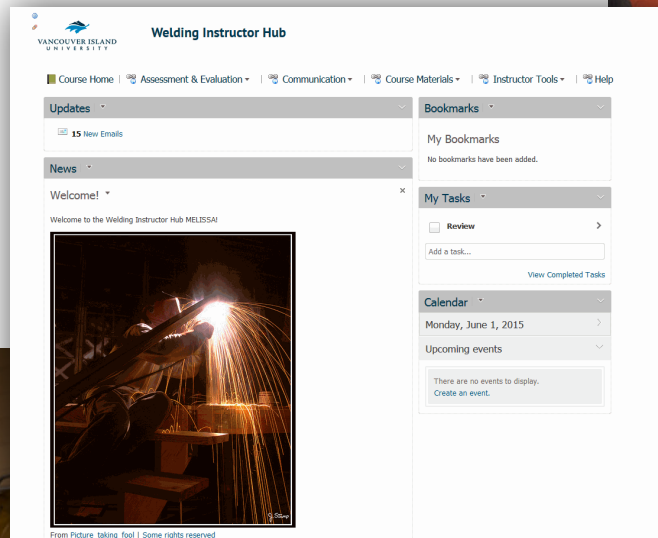 VANCOUVER ISLAND
UNIVERSITY
Welding Instructor Hub
Course Home
Assessment & Evaluation
Communication
Course Materials
Instructor Tools
Help
Updates
15 New Emails
News
Welcome!
Welcome to the Welding Instructor Hub MELISSA!
From Picture_taking_fool | Some rights reserved
Bookmarks
My Bookmarks
No bookmarks have been added.
My Tasks
Review
Add a task...
View Completed Tasks
Calendar
Monday, June 1, 2015
Upcoming events
There are no events to display.
Create an event.